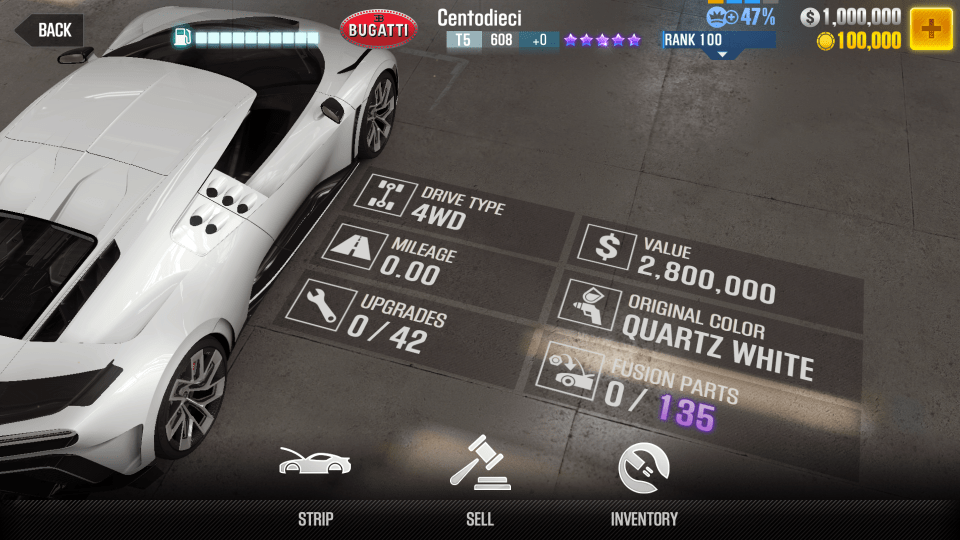 BACK
BUGATTI
Centodieci
T5 608 +0
47%
RANK 100
$ 1,000,000
100,000
DRIVE TYPE
4WD
MILEAGE
0.00
UPGRADES
0/42
$
VALUE
2,800,000
ORIGINAL COLOR
QUARTZ WHITE
FUSION PARTS
0/135
STRIP
SELL
INVENTORY